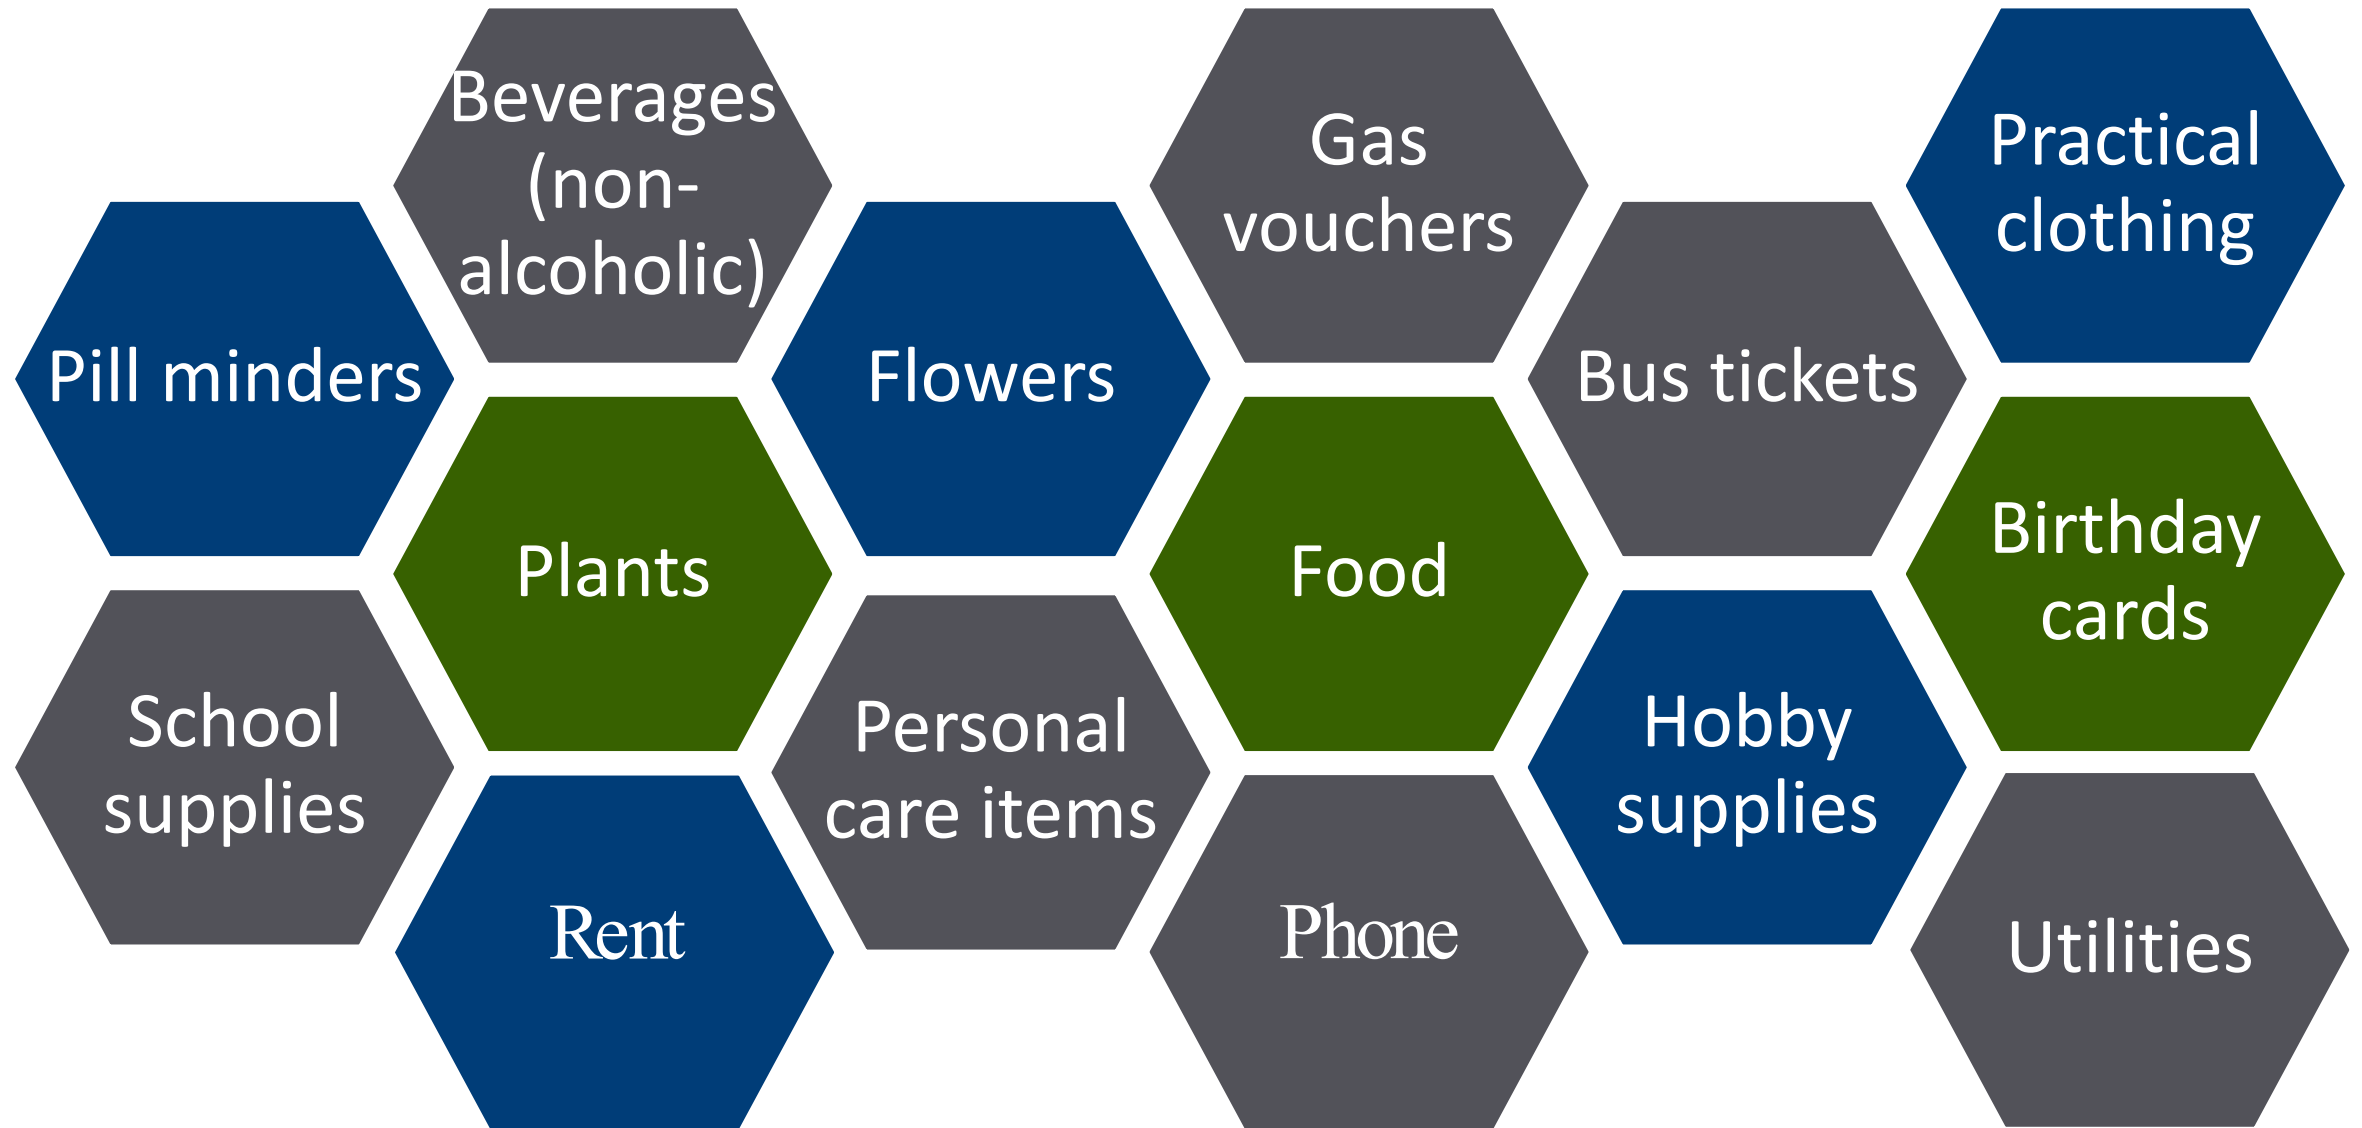 Beverages
(non-
alcoholic)
Gas
vouchers
Practical
clothing
Pill minders
Flowers
Bus tickets
Plants
Food
Birthday
cards
School
supplies
Personal
care items
Hobby
supplies
Rent
Phone
Utilities